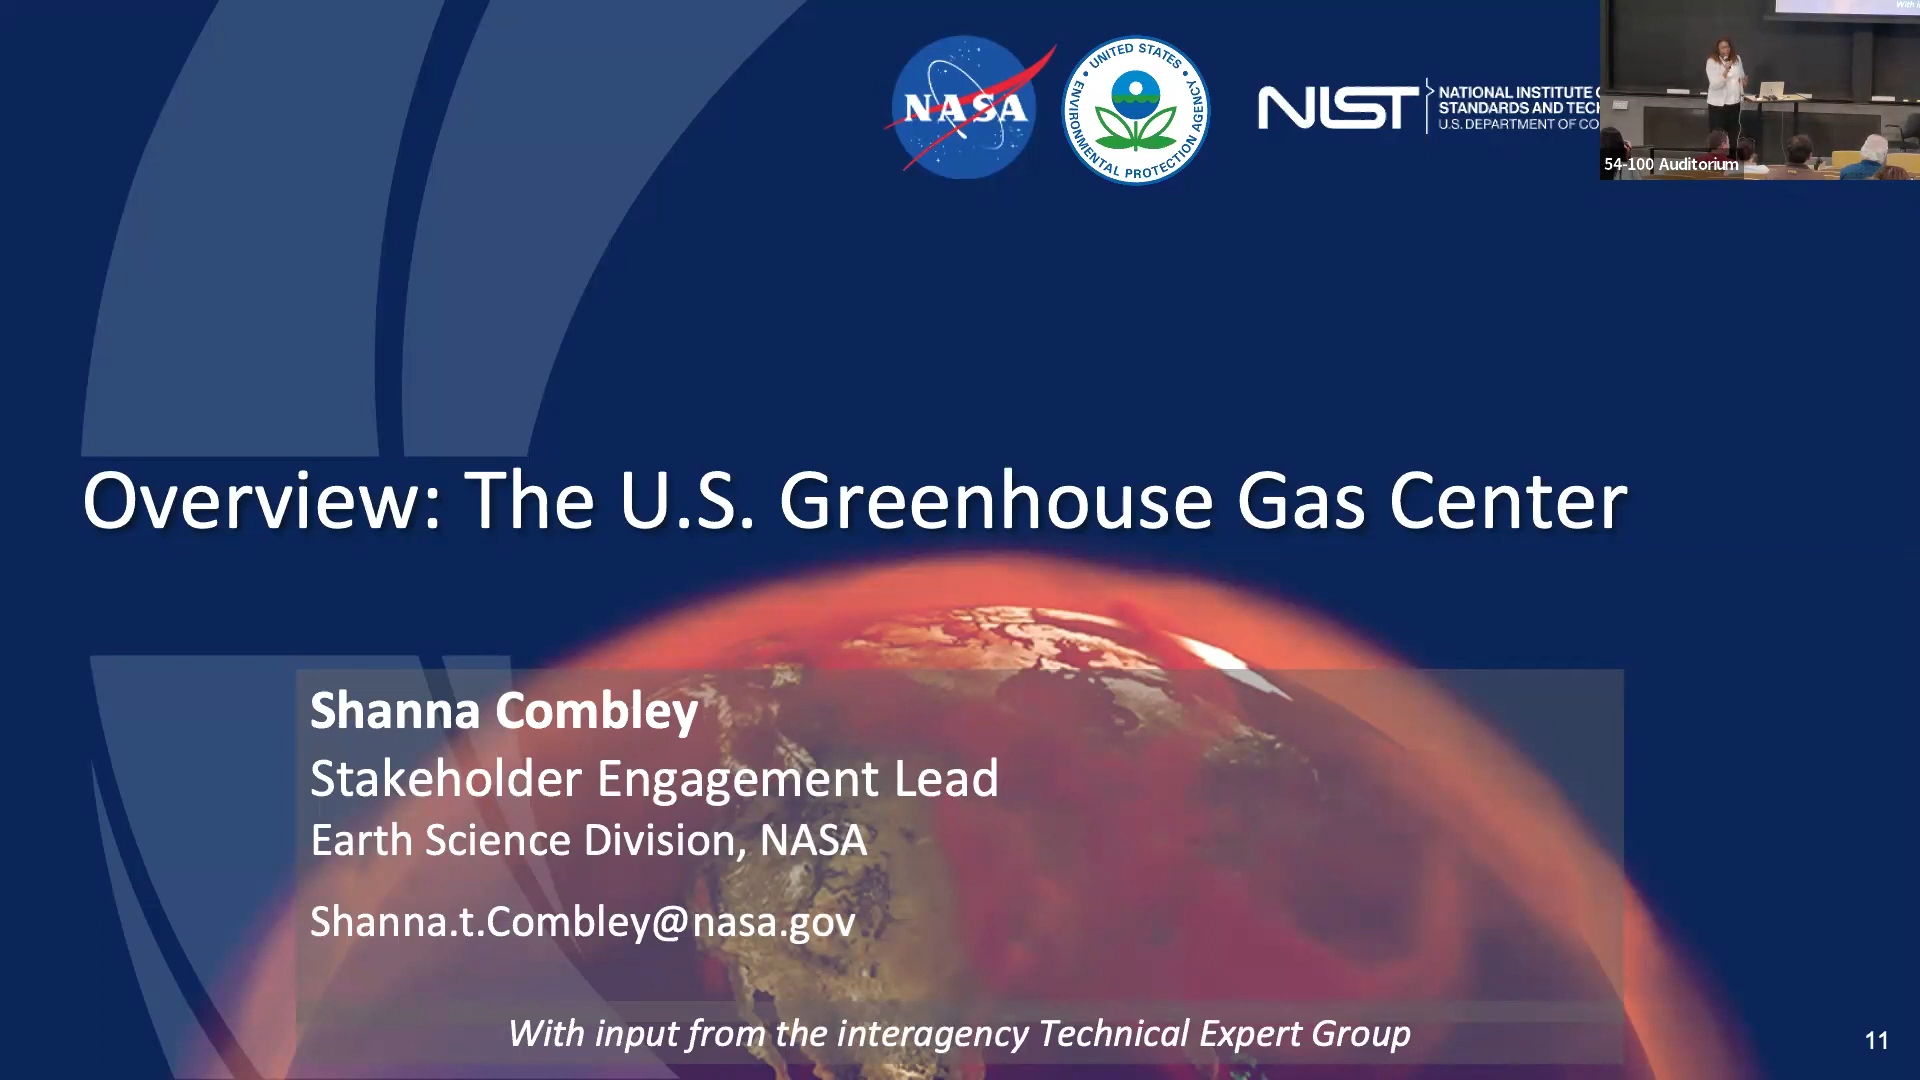 NASA
UNITED STATES
ENVIRONMENTAL PROTECTION AGENCY
NIST
NATIONAL INSTITUTE
STANDARDS AND
U.S. DEPARTMENT OF
54-100 Auditorium
Overview: The U.S. Greenhouse Gas Center
Shanna Combley
Stakeholder Engagement Lead
Earth Science Division, NASA
Shanna.t.Combley@nasa.gov
With input from the interagency Technical Expert Group
11